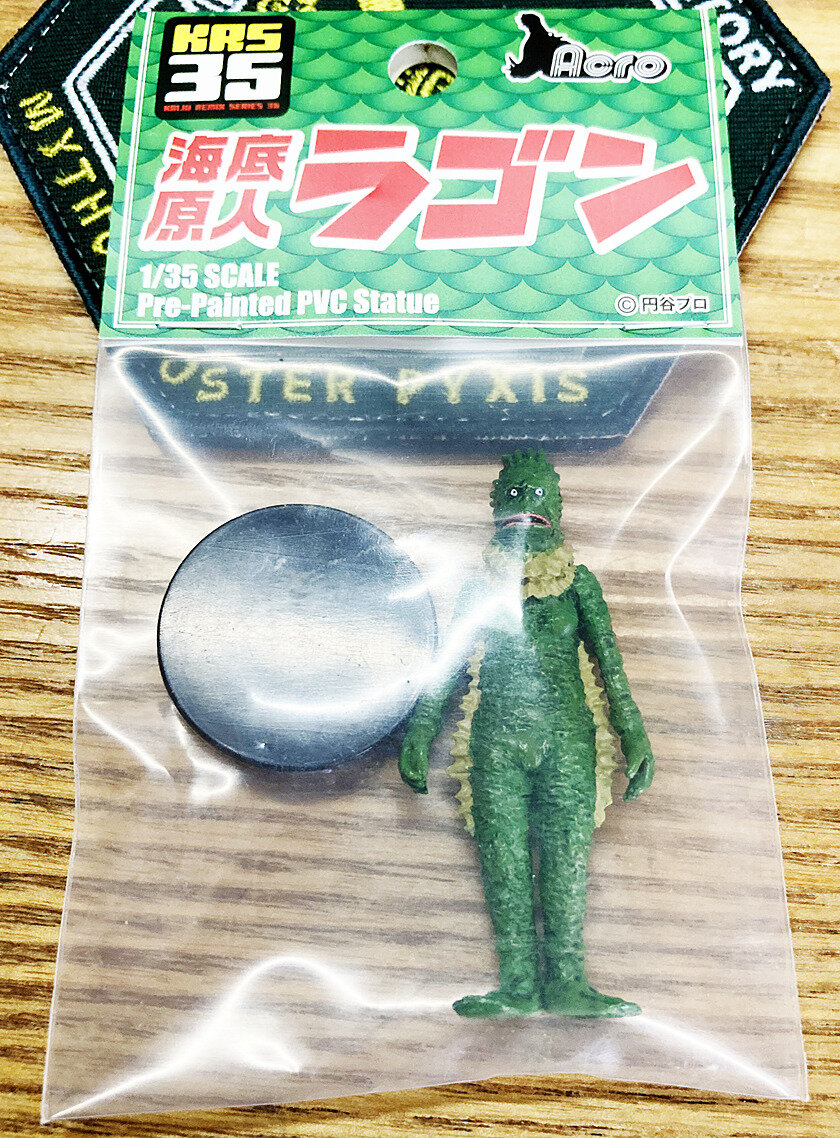 KRS
35
KAIJU REMIX SERIES 35
Acro
海底
原人
ラゴン
1/35 SCALE
Pre-Painted PVC Statue
© 円谷プロ
MYTHO
TORY
OSTER PYXIS